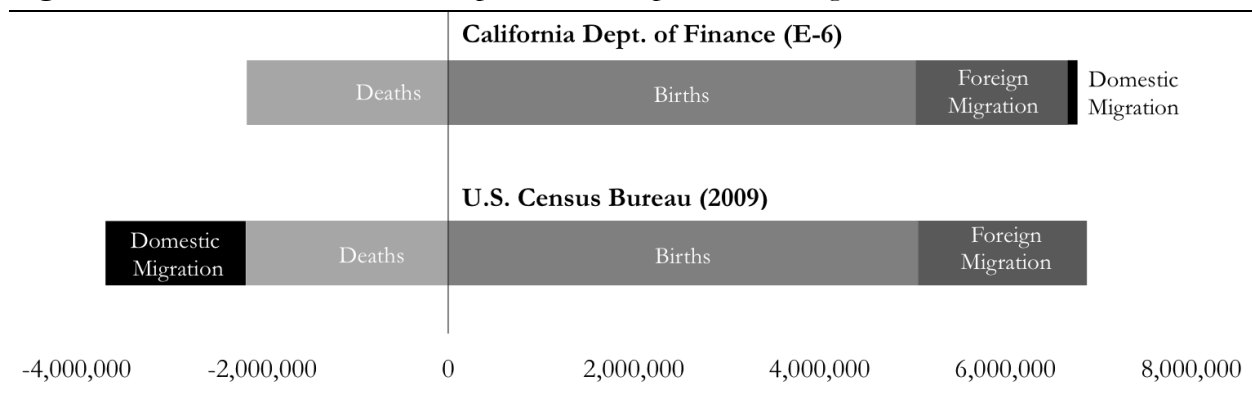 California Dept. of Finance (E-6)
Deaths
Births
Foreign
Migration
Domestic
Migration
U.S. Census Bureau (2009)
Domestic
Migration
Deaths
Births
Foreign
Migration
-4,000,000 -2,000,000 0 2,000,000 4,000,000 6,000,000 8,000,000